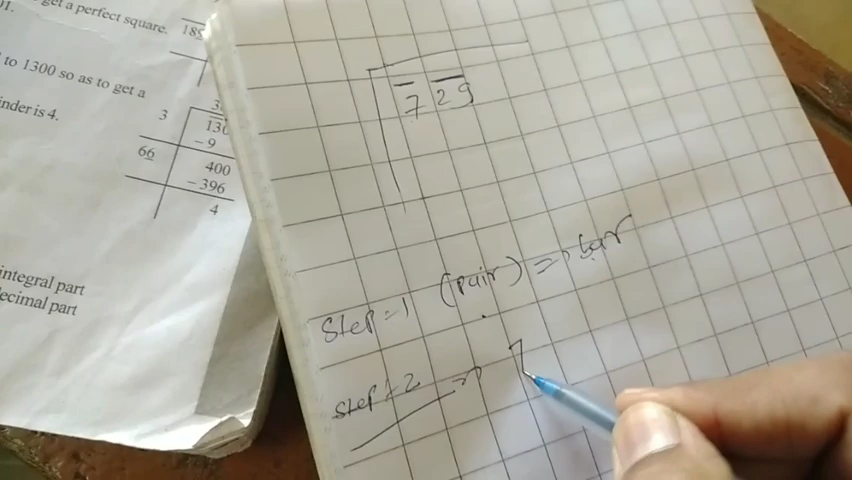 get a perfect square.
to 1300 so as to get a
inder is 4.
3
130
-9
66
400
-396
4
integral part
ecimal part
7 29
Step-1 (pair) => bar
Step-2 => 7